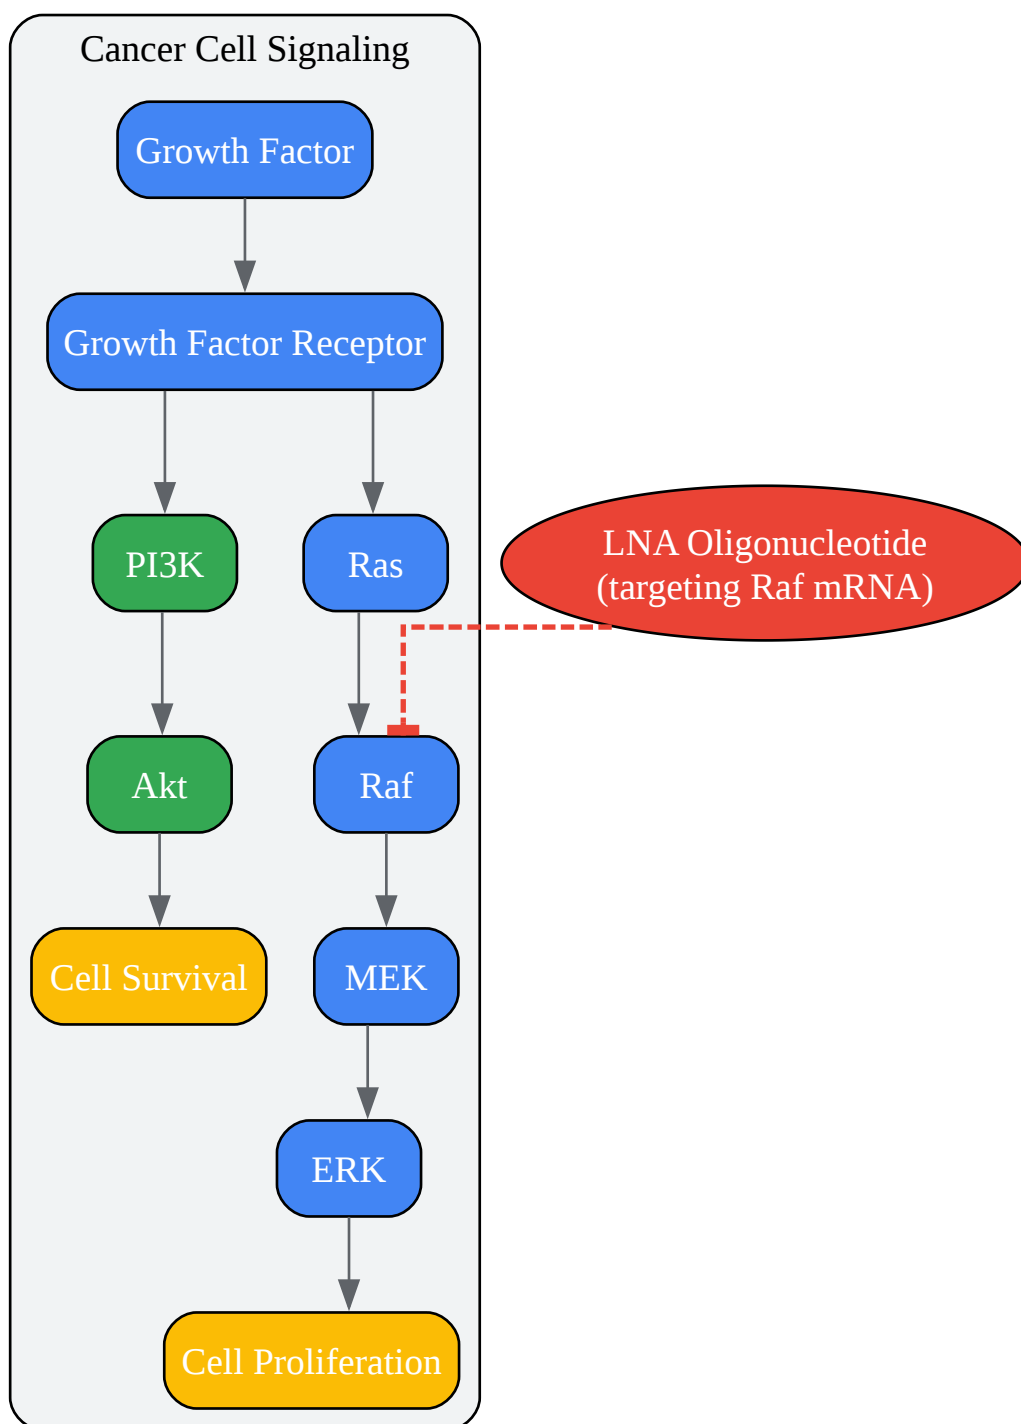 Cancer Cell Signaling
Growth Factor
Growth Factor Receptor
PI3K
Ras
LNA Oligonucleotide
(targeting Raf mRNA)
Akt
Raf
Cell Survival
MEK
ERK
Cell Proliferation